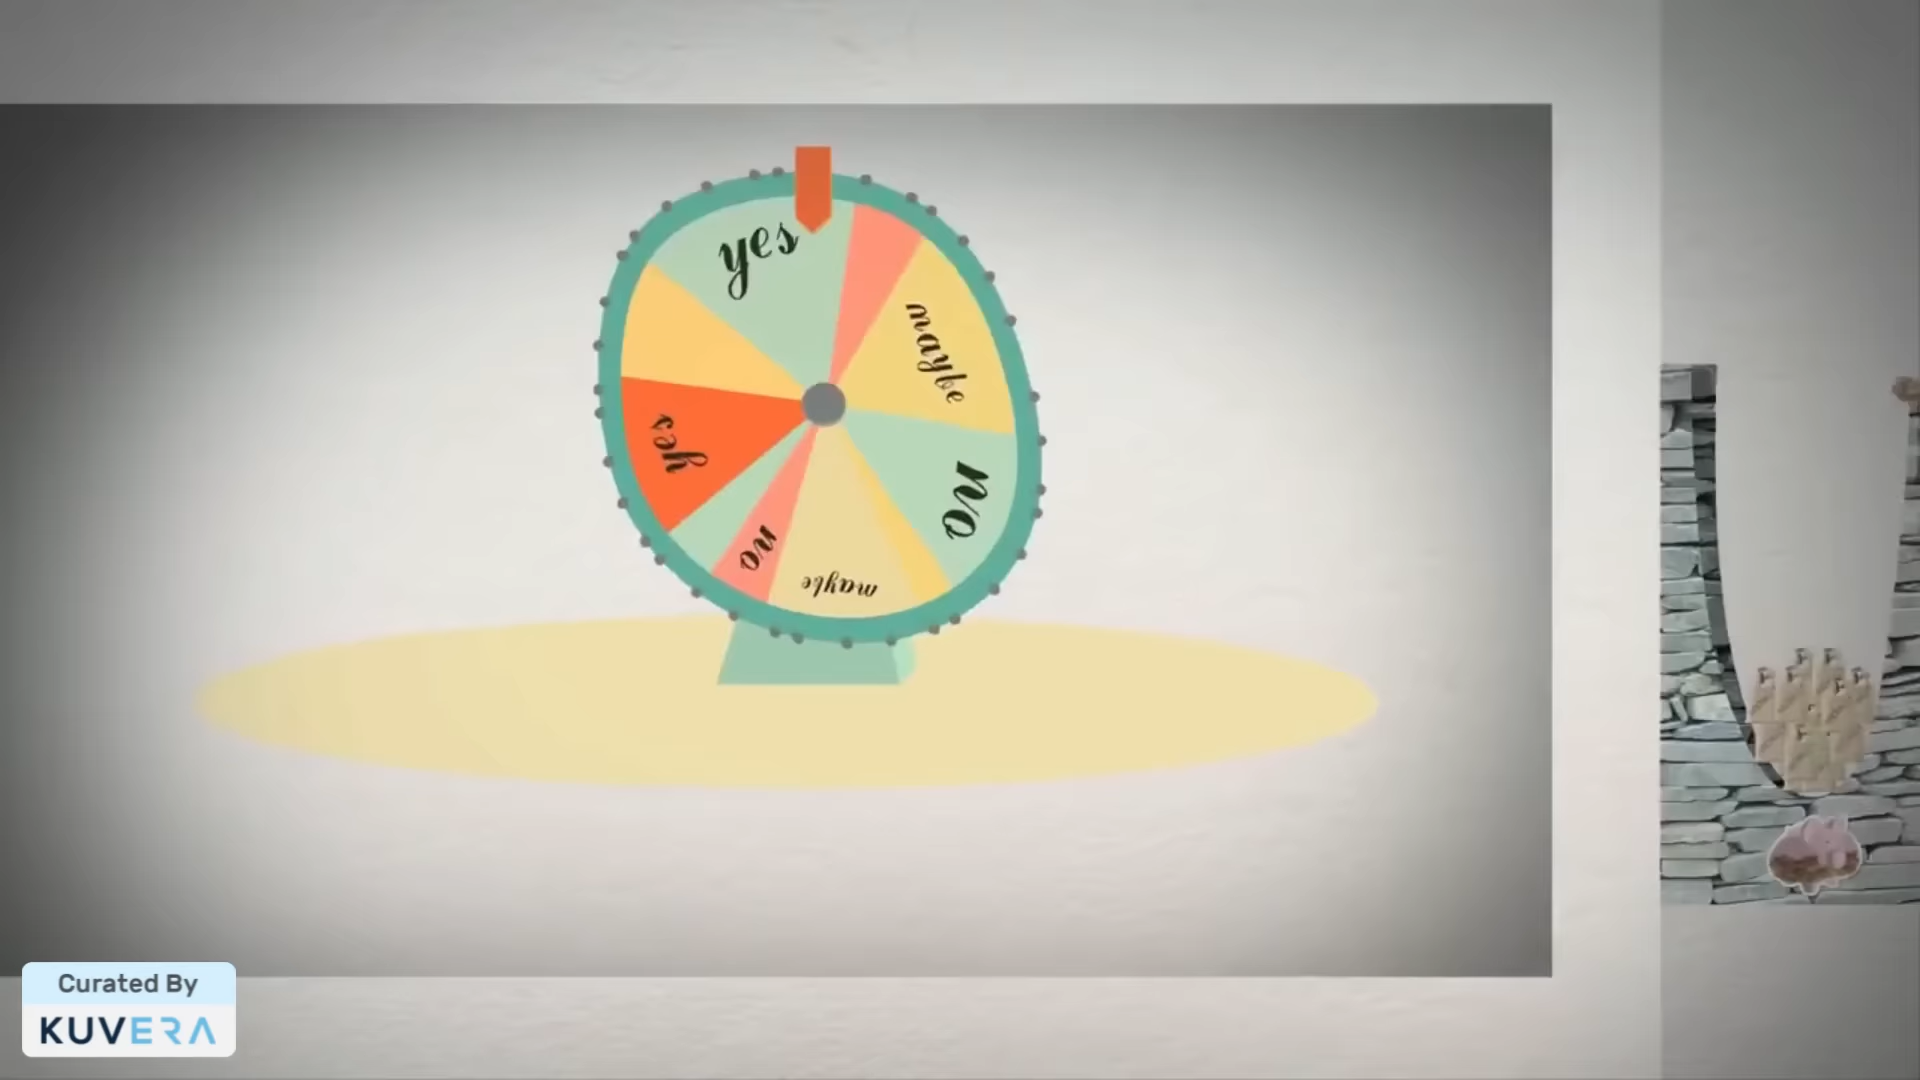 yes
maybe
no
yes
no
maybe
Curated By
KUVERA